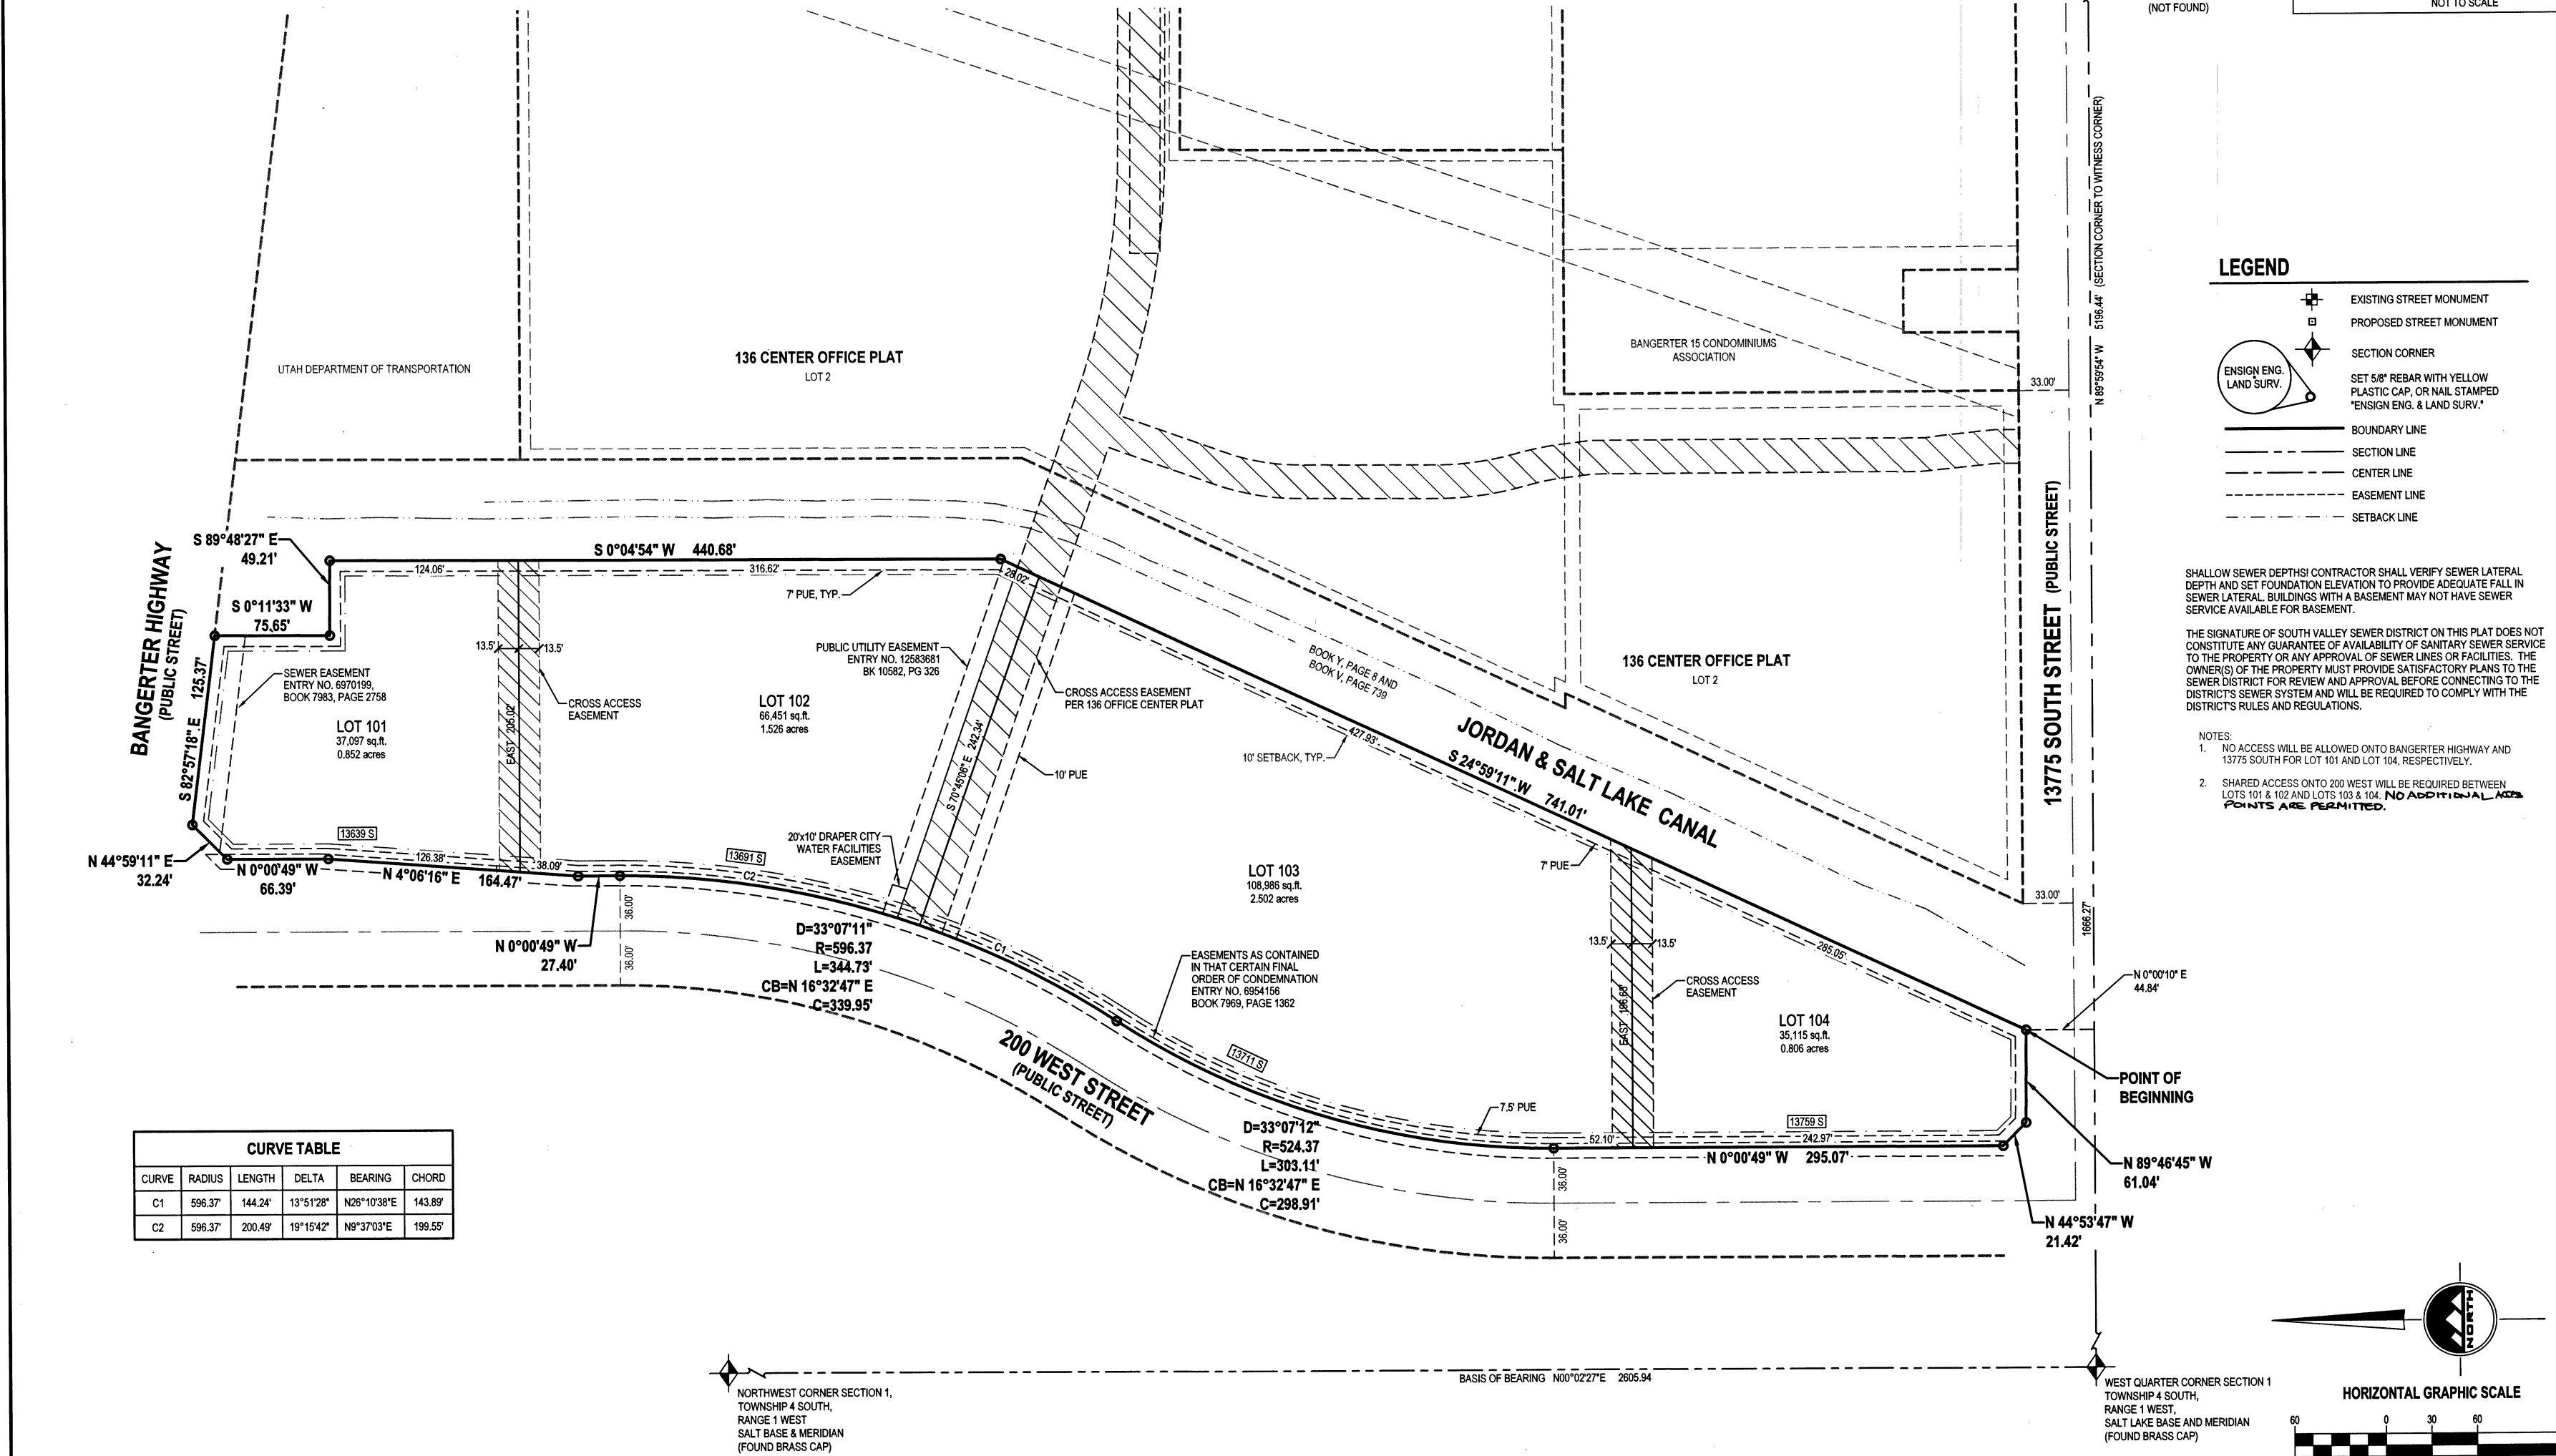 (NOT FOUND)
NOT TO SCALE
UTAH DEPARTMENT OF TRANSPORTATION
136 CENTER OFFICE PLAT
LOT 2
BANGERTER 15 CONDOMINIUMS
ASSOCIATION
33.00'
N 89°59'54" W 5196.44' (SECTION CORNER TO WITNESS CORNER)
LEGEND
EXISTING STREET MONUMENT
PROPOSED STREET MONUMENT
SECTION CORNER
ENSIGN ENG.
LAND SURV.
SET 5/8" REBAR WITH YELLOW
PLASTIC CAP, OR NAIL STAMPED
"ENSIGN ENG. & LAND SURV."
BOUNDARY LINE
SECTION LINE
CENTER LINE
EASEMENT LINE
SETBACK LINE
SHALLOW SEWER DEPTHS! CONTRACTOR SHALL VERIFY SEWER LATERAL
DEPTH AND SET FOUNDATION ELEVATION TO PROVIDE ADEQUATE FALL IN
SEWER LATERAL. BUILDINGS WITH A BASEMENT MAY NOT HAVE SEWER
SERVICE AVAILABLE FOR BASEMENT.
THE SIGNATURE OF SOUTH VALLEY SEWER DISTRICT ON THIS PLAT DOES NOT
CONSTITUTE ANY GUARANTEE OF AVAILABILITY OF SANITARY SEWER SERVICE
TO THE PROPERTY OR ANY APPROVAL OF SEWER LINES OR FACILITIES. THE
OWNER(S) OF THE PROPERTY MUST PROVIDE SATISFACTORY PLANS TO THE
SEWER DISTRICT FOR REVIEW AND APPROVAL BEFORE CONNECTING TO THE
DISTRICT'S SEWER SYSTEM AND WILL BE REQUIRED TO COMPLY WITH THE
DISTRICT'S RULES AND REGULATIONS.
NOTES:
1. NO ACCESS WILL BE ALLOWED ONTO BANGERTER HIGHWAY AND
13775 SOUTH FOR LOT 101 AND LOT 104, RESPECTIVELY.
2. SHARED ACCESS ONTO 200 WEST WILL BE REQUIRED BETWEEN
LOTS 101 & 102 AND LOTS 103 & 104. NO ADDITIONAL
POINTS ARE PERMITTED.
13775 SOUTH STREET (PUBLIC STREET)
BANGERTER HIGHWAY
(PUBLIC STREET)
S 89°48'27" E
49.21'
S 0°11'33" W
75.65'
S 82°57'18" E 125.37'
S 0°04'54" W 440.68'
124.06'
316.62'
28.02'
7' PUE, TYP.
SEWER EASEMENT
ENTRY NO. 6970199,
BOOK 7983, PAGE 2758
LOT 101
37,097 sq.ft.
0.852 acres
13.5'
13.5'
CROSS ACCESS
EASEMENT
EAST 205.02'
LOT 102
66,451 sq.ft.
1.526 acres
PUBLIC UTILITY EASEMENT
ENTRY NO. 12583681
BK 10582, PG 326
CROSS ACCESS EASEMENT
PER 136 OFFICE CENTER PLAT
S 70°45'06" E 242.34'
10' PUE
BOOK Y, PAGE 8 AND
BOOK V, PAGE 739
136 CENTER OFFICE PLAT
LOT 2
10' SETBACK, TYP.
427.93'
JORDAN & SALT LAKE CANAL
S 24°59'11" W 741.01'
7' PUE
20'x10' DRAPER CITY
WATER FACILITIES
EASEMENT
13639 S
13691 S
N 44°59'11" E
32.24'
N 0°00'49" W
66.39'
126.38'
N 4°06'16" E 164.47'
38.09'
C2
36.00'
36.00'
N 0°00'49" W
27.40'
D=33°07'11"
R=596.37
L=344.73'
CB=N 16°32'47" E
C=339.95'
C1
LOT 103
108,986 sq.ft.
2.502 acres
EASEMENTS AS CONTAINED
IN THAT CERTAIN FINAL
ORDER OF CONDEMNATION
ENTRY NO. 6954156
BOOK 7969, PAGE 1362
13.5'
13.5'
CROSS ACCESS
EASEMENT
285.05'
33.00'
1666.27'
N 0°00'10" E
44.84'
LOT 104
35,115 sq.ft.
0.806 acres
POINT OF
BEGINNING
200 WEST STREET
(PUBLIC STREET)
13711 S
7.5' PUE
13759 S
52.10'
242.97'
N 0°00'49" W 295.07'
D=33°07'12"
R=524.37
L=303.11'
CB=N 16°32'47" E
C=298.91'
36.00'
36.00'
N 89°46'45" W
61.04'
N 44°53'47" W
21.42'
CURVE TABLE
CURVE RADIUS LENGTH DELTA BEARING CHORD
C1 596.37' 144.24' 13°51'28" N26°10'38"E 143.89'
C2 596.37' 200.49' 19°15'42" N9°37'03"E 199.55'
NORTH
BASIS OF BEARING N00°02'27"E 2605.94
NORTHWEST CORNER SECTION 1,
TOWNSHIP 4 SOUTH,
RANGE 1 WEST
SALT BASE & MERIDIAN
(FOUND BRASS CAP)
WEST QUARTER CORNER SECTION 1
TOWNSHIP 4 SOUTH,
RANGE 1 WEST,
SALT LAKE BASE AND MERIDIAN
(FOUND BRASS CAP)
HORIZONTAL GRAPHIC SCALE
60 0 30 60